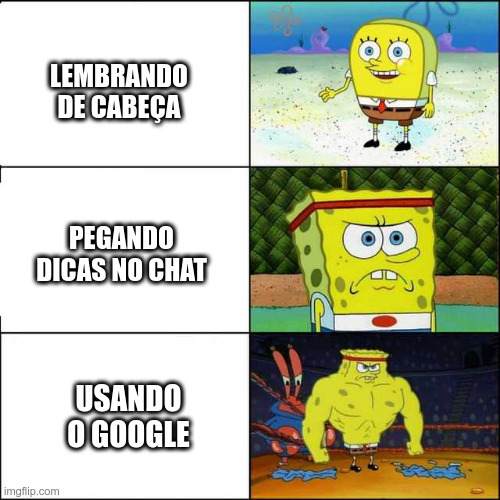 LEMBRANDO
DE CABEÇA
PEGANDO
DICAS NO CHAT
USANDO
O GOOGLE
imgflip.com